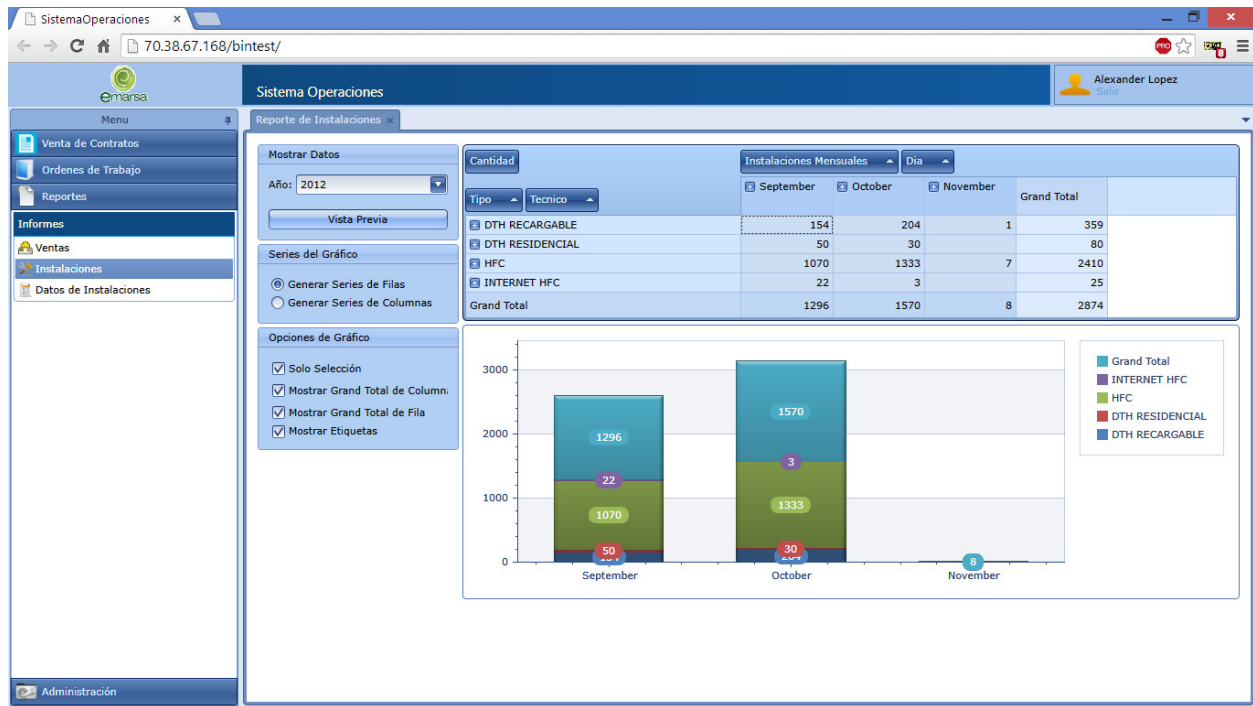 SistemaOperaciones
70.38.67.168/bintest/
PRO
emarsa
Sistema Operaciones
Alexander Lopez
Salir
Menu
Venta de Contratos
Ordenes de Trabajo
Reportes
Informes
Ventas
Instalaciones
Datos de Instalaciones
Administración
Reporte de Instalaciones
Mostrar Datos
Año: 2012
Vista Previa
Series del Gráfico
Generar Series de Filas
Generar Series de Columnas
Opciones de Gráfico
Solo Selección
Mostrar Grand Total de Column
Mostrar Grand Total de Fila
Mostrar Etiquetas
Cantidad
Instalaciones Mensuales Dia
Tipo Tecnico
September October November Grand Total
DTH RECARGABLE 154 204 1 359
DTH RESIDENCIAL 50 30 80
HFC 1070 1333 7 2410
INTERNET HFC 22 3 25
Grand Total 1296 1570 8 2874
3000
2000
1000
0
1296
22
1070
50
1570
3
1333
30
8
September October November
Grand Total
INTERNET HFC
HFC
DTH RESIDENCIAL
DTH RECARGABLE